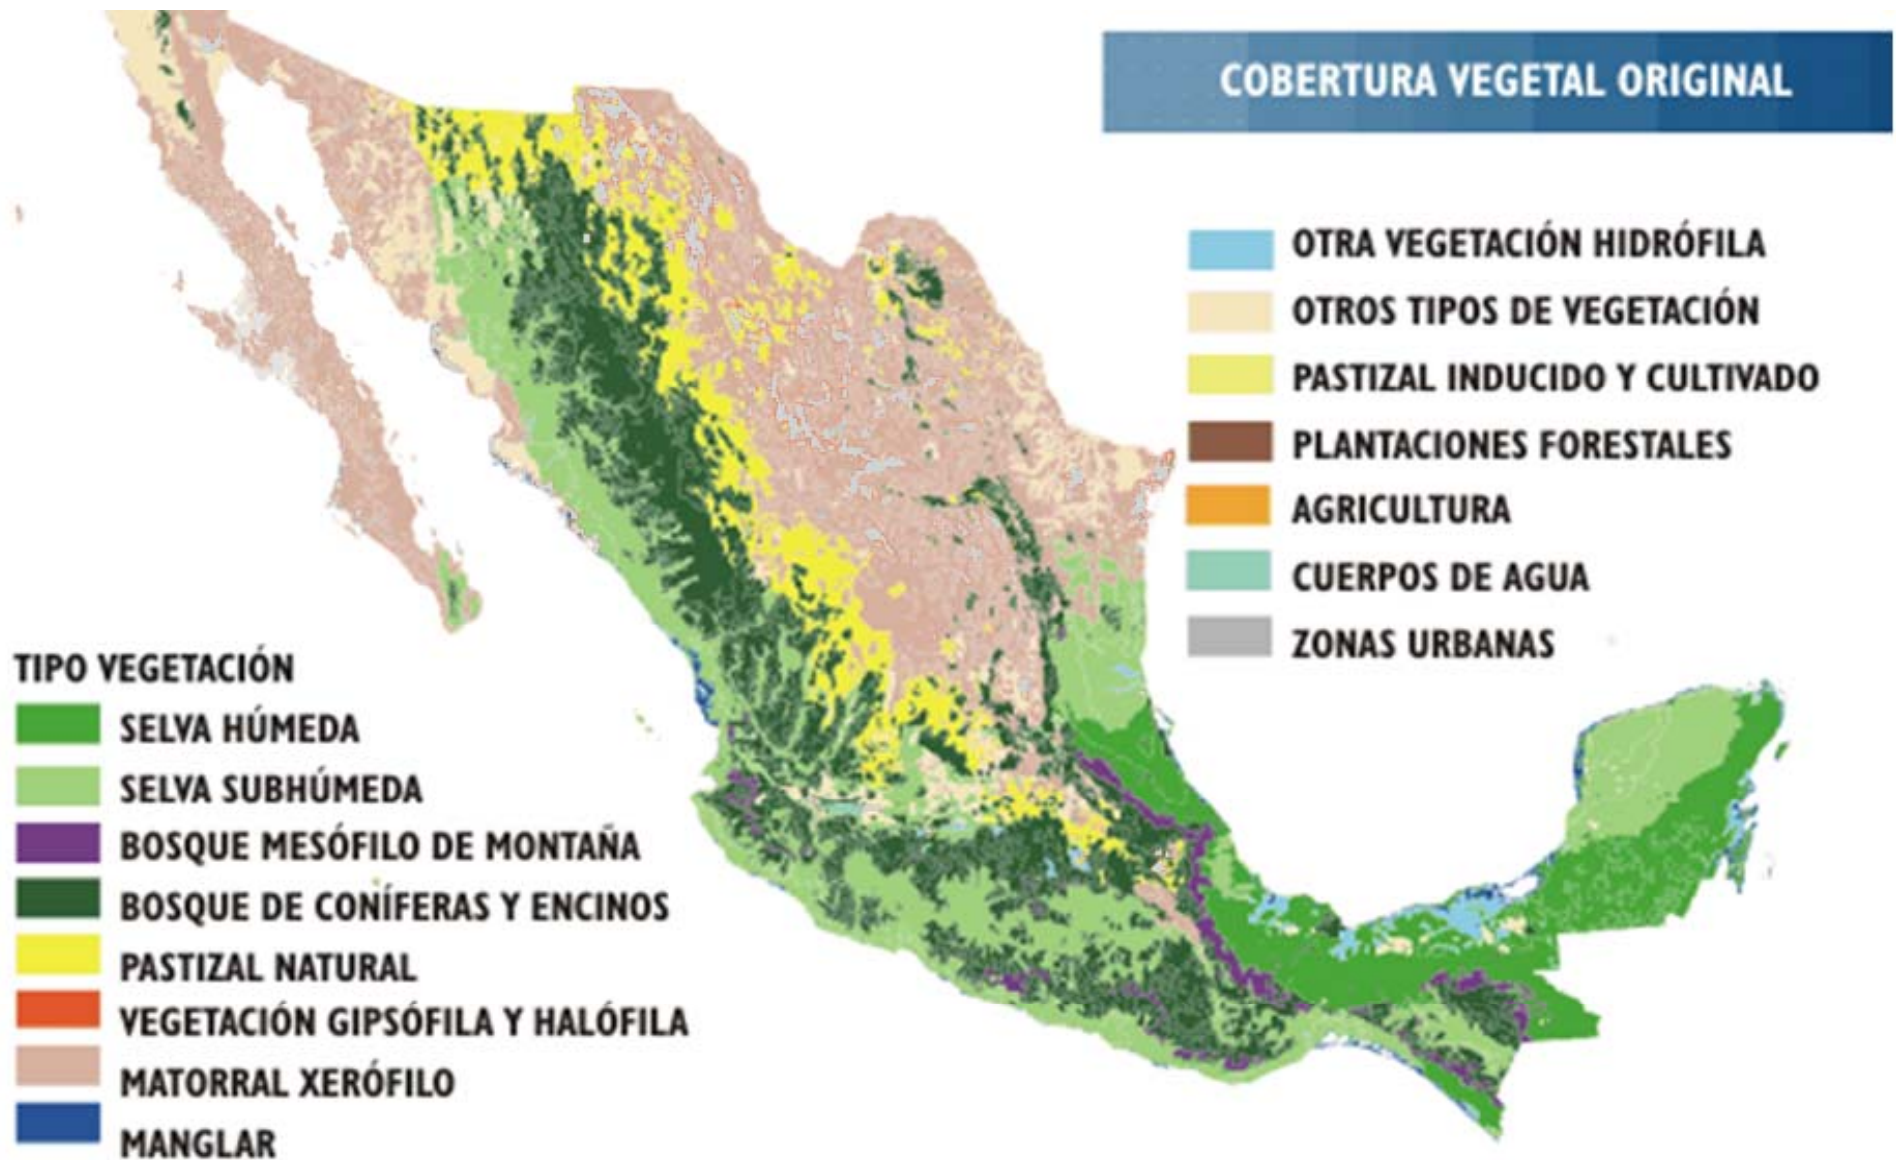 COBERTURA VEGETAL ORIGINAL
OTRA VEGETACIÓN HIDRÓFILA
OTROS TIPOS DE VEGETACIÓN
PASTIZAL INDUCIDO Y CULTIVADO
PLANTACIONES FORESTALES
AGRICULTURA
CUERPOS DE AGUA
ZONAS URBANAS
TIPO VEGETACIÓN
SELVA HÚMEDA
SELVA SUBHÚMEDA
BOSQUE MESÓFILO DE MONTAÑA
BOSQUE DE CONÍFERAS Y ENCINOS
PASTIZAL NATURAL
VEGETACIÓN GIPSÓFILA Y HALÓFILA
MATORRAL XERÓFILO
MANGLAR